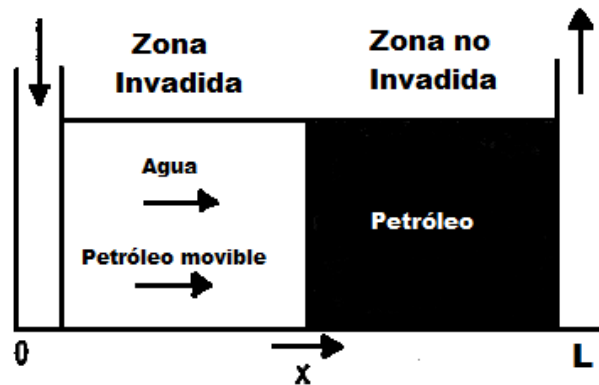 Zona
Invadida
Zona no
Invadida
Agua
Petróleo movible
Petróleo
0
x
L